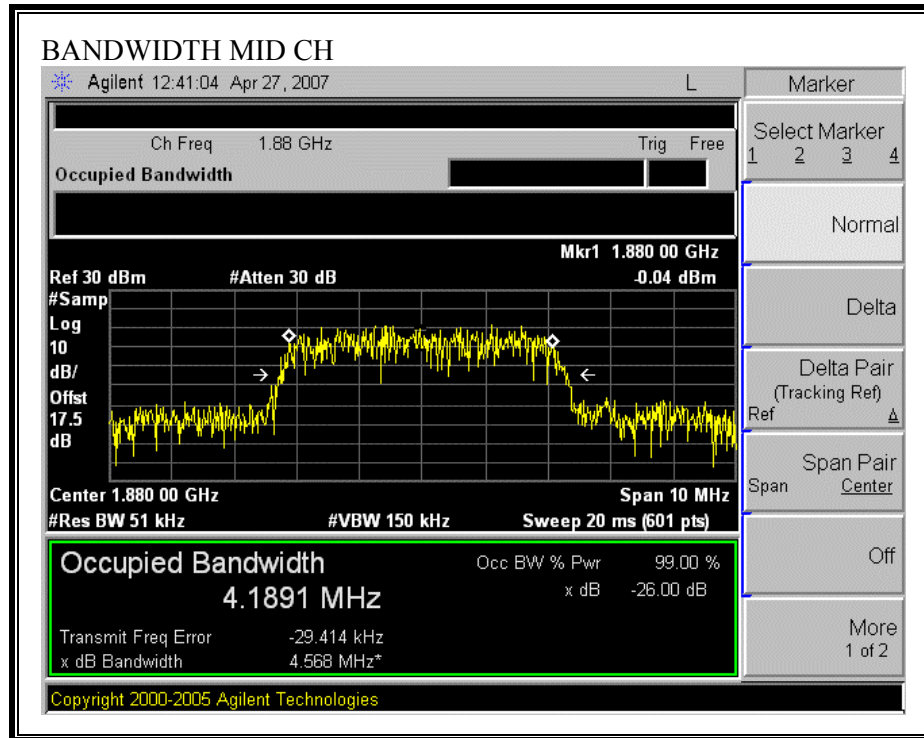 BANDWIDTH MID CH
Agilent 12:41:04 Apr 27, 2007 L
Marker
Ch Freq 1.88 GHz Trig Free
Occupied Bandwidth
Select Marker
1 2 3 4
Normal
Mkr1 1.880 00 GHz
Ref 30 dBm #Atten 30 dB -0.04 dBm
#Samp
Log
10
dB/
Offst
17.5
dB
Delta
Delta Pair
(Tracking Ref)
Ref Δ
Span Pair
Span Center
Center 1.880 00 GHz Span 10 MHz
#Res BW 51 kHz #VBW 150 kHz Sweep 20 ms (601 pts)
Occupied Bandwidth Occ BW % Pwr 99.00 %
4.1891 MHz x dB -26.00 dB
Transmit Freq Error -29.414 kHz
x dB Bandwidth 4.568 MHz*
Off
More
1 of 2
Copyright 2000-2005 Agilent Technologies